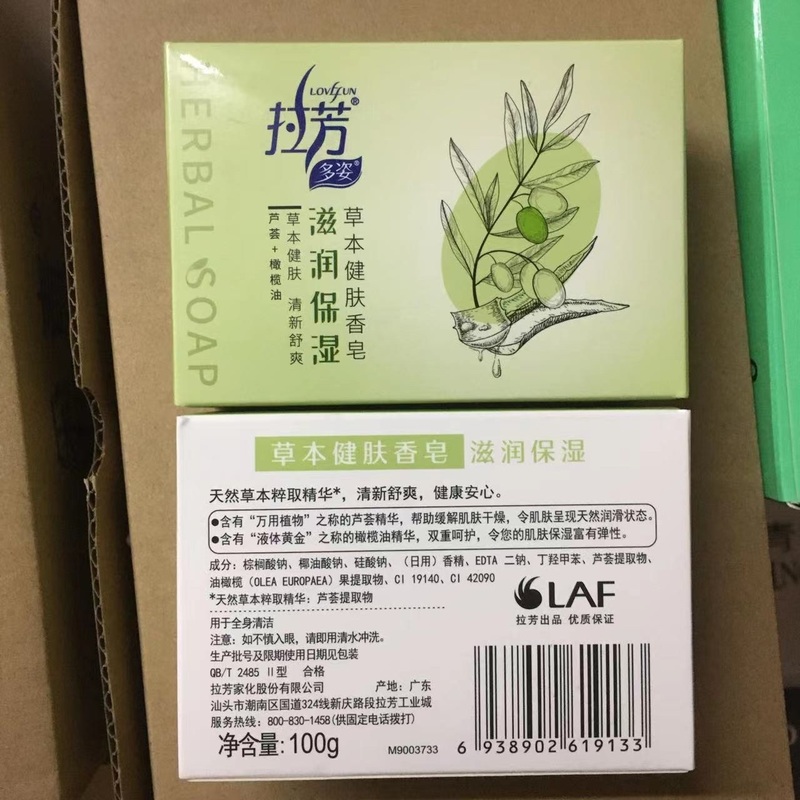 HERBAL SOAP
LOVEFUN
拉芳®
多姿®
草本健肤香皂
滋润保湿
草本健肤 清新舒爽
芦荟+橄榄油
草本健肤香皂 滋润保湿
天然草本粹取精华*，清新舒爽，健康安心。
●含有“万用植物”之称的芦荟精华，帮助缓解肌肤干燥，令肌肤呈现天然润滑状态。
●含有“液体黄金”之称的橄榄油精华，双重呵护，令您的肌肤保湿富有弹性。
成分：棕榈酸钠、椰油酸钠、硅酸钠、（日用）香精、EDTA 二钠、丁羟甲苯、芦荟提取物、
油橄榄（OLEA EUROPAEA）果提取物、CI 19140、CI 42090
*天然草本粹取精华：芦荟提取物
LAF
拉芳出品 优质保证
用于全身清洁
注意：如不慎入眼，请即用清水冲洗。
生产批号及限期使用日期见包装
QB/T 2485 II型 合格
拉芳家化股份有限公司 产地：广东
汕头市潮南区国道324线新庆路段拉芳工业城
服务热线：800-830-1458(供固定电话拨打)
净含量:100g
M9003733
6 938902 619133